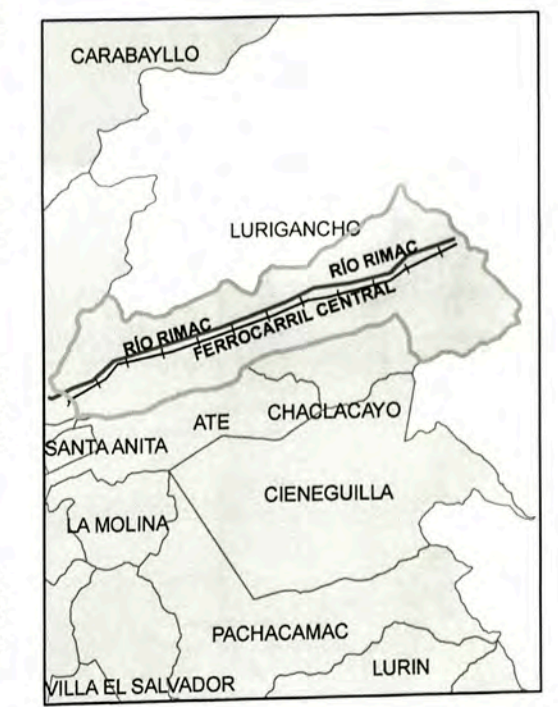 CARABAYLLO
LURIGANCHO
RÍO RIMAC
RÍO RIMAC
FERROCARRIL CENTRAL
ATE
CHACLACAYO
SANTA ANITA
CIENEGUILLA
LA MOLINA
PACHACAMAC
LURIN
VILLA EL SALVADOR